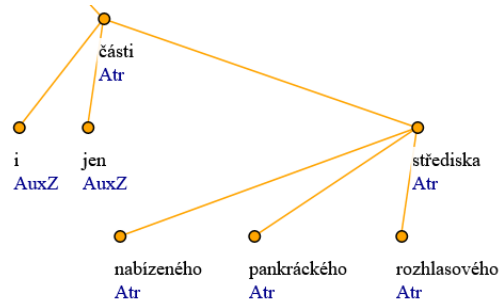 části
Atr
i jen střediska
AuxZ AuxZ Atr
nabízeného pankráckého rozhlasového
Atr Atr Atr